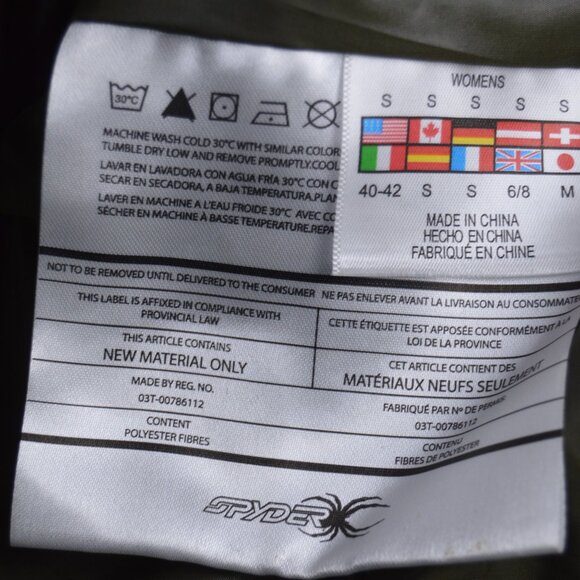 30°C
MACHINE WASH COLD 30°C WITH SIMILAR COLOR
TUMBLE DRY LOW AND REMOVE PROMPTLY.COOL
LAVAR EN LAVADORA CON AGUA FRÍA 30°C CON
SECAR EN SECADORA, A BAJA TEMPERATURA.
LAVER EN MACHINE A L'EAU FROIDE 30°C AVEC
SÉCHER EN MACHINE À BASSE TEMPERATURE.
WOMENS
S S S S S
40-42 S S 6/8 M
MADE IN CHINA
HECHO EN CHINA
FABRIQUÉ EN CHINE
NOT TO BE REMOVED UNTIL DELIVERED TO THE CONSUMER
NE PAS ENLEVER AVANT LA LIVRAISON AU CONSOMMATE
THIS LABEL IS AFFIXED IN COMPLIANCE WITH
PROVINCIAL LAW
CETTE ÉTIQUETTE EST APPOSÉE CONFORMÉMENT À LA
LOI DE LA PROVINCE
THIS ARTICLE CONTAINS
NEW MATERIAL ONLY
CET ARTICLE CONTIENT DES
MATÉRIAUX NEUFS SEULEMENT
MADE BY REG. NO.
03T-00786112
FABRIQUÉ PAR Nº DE PERMIS
03T-00786112
CONTENT
POLYESTER FIBRES
CONTENU
FIBRES DE POLYESTER
SPYDER